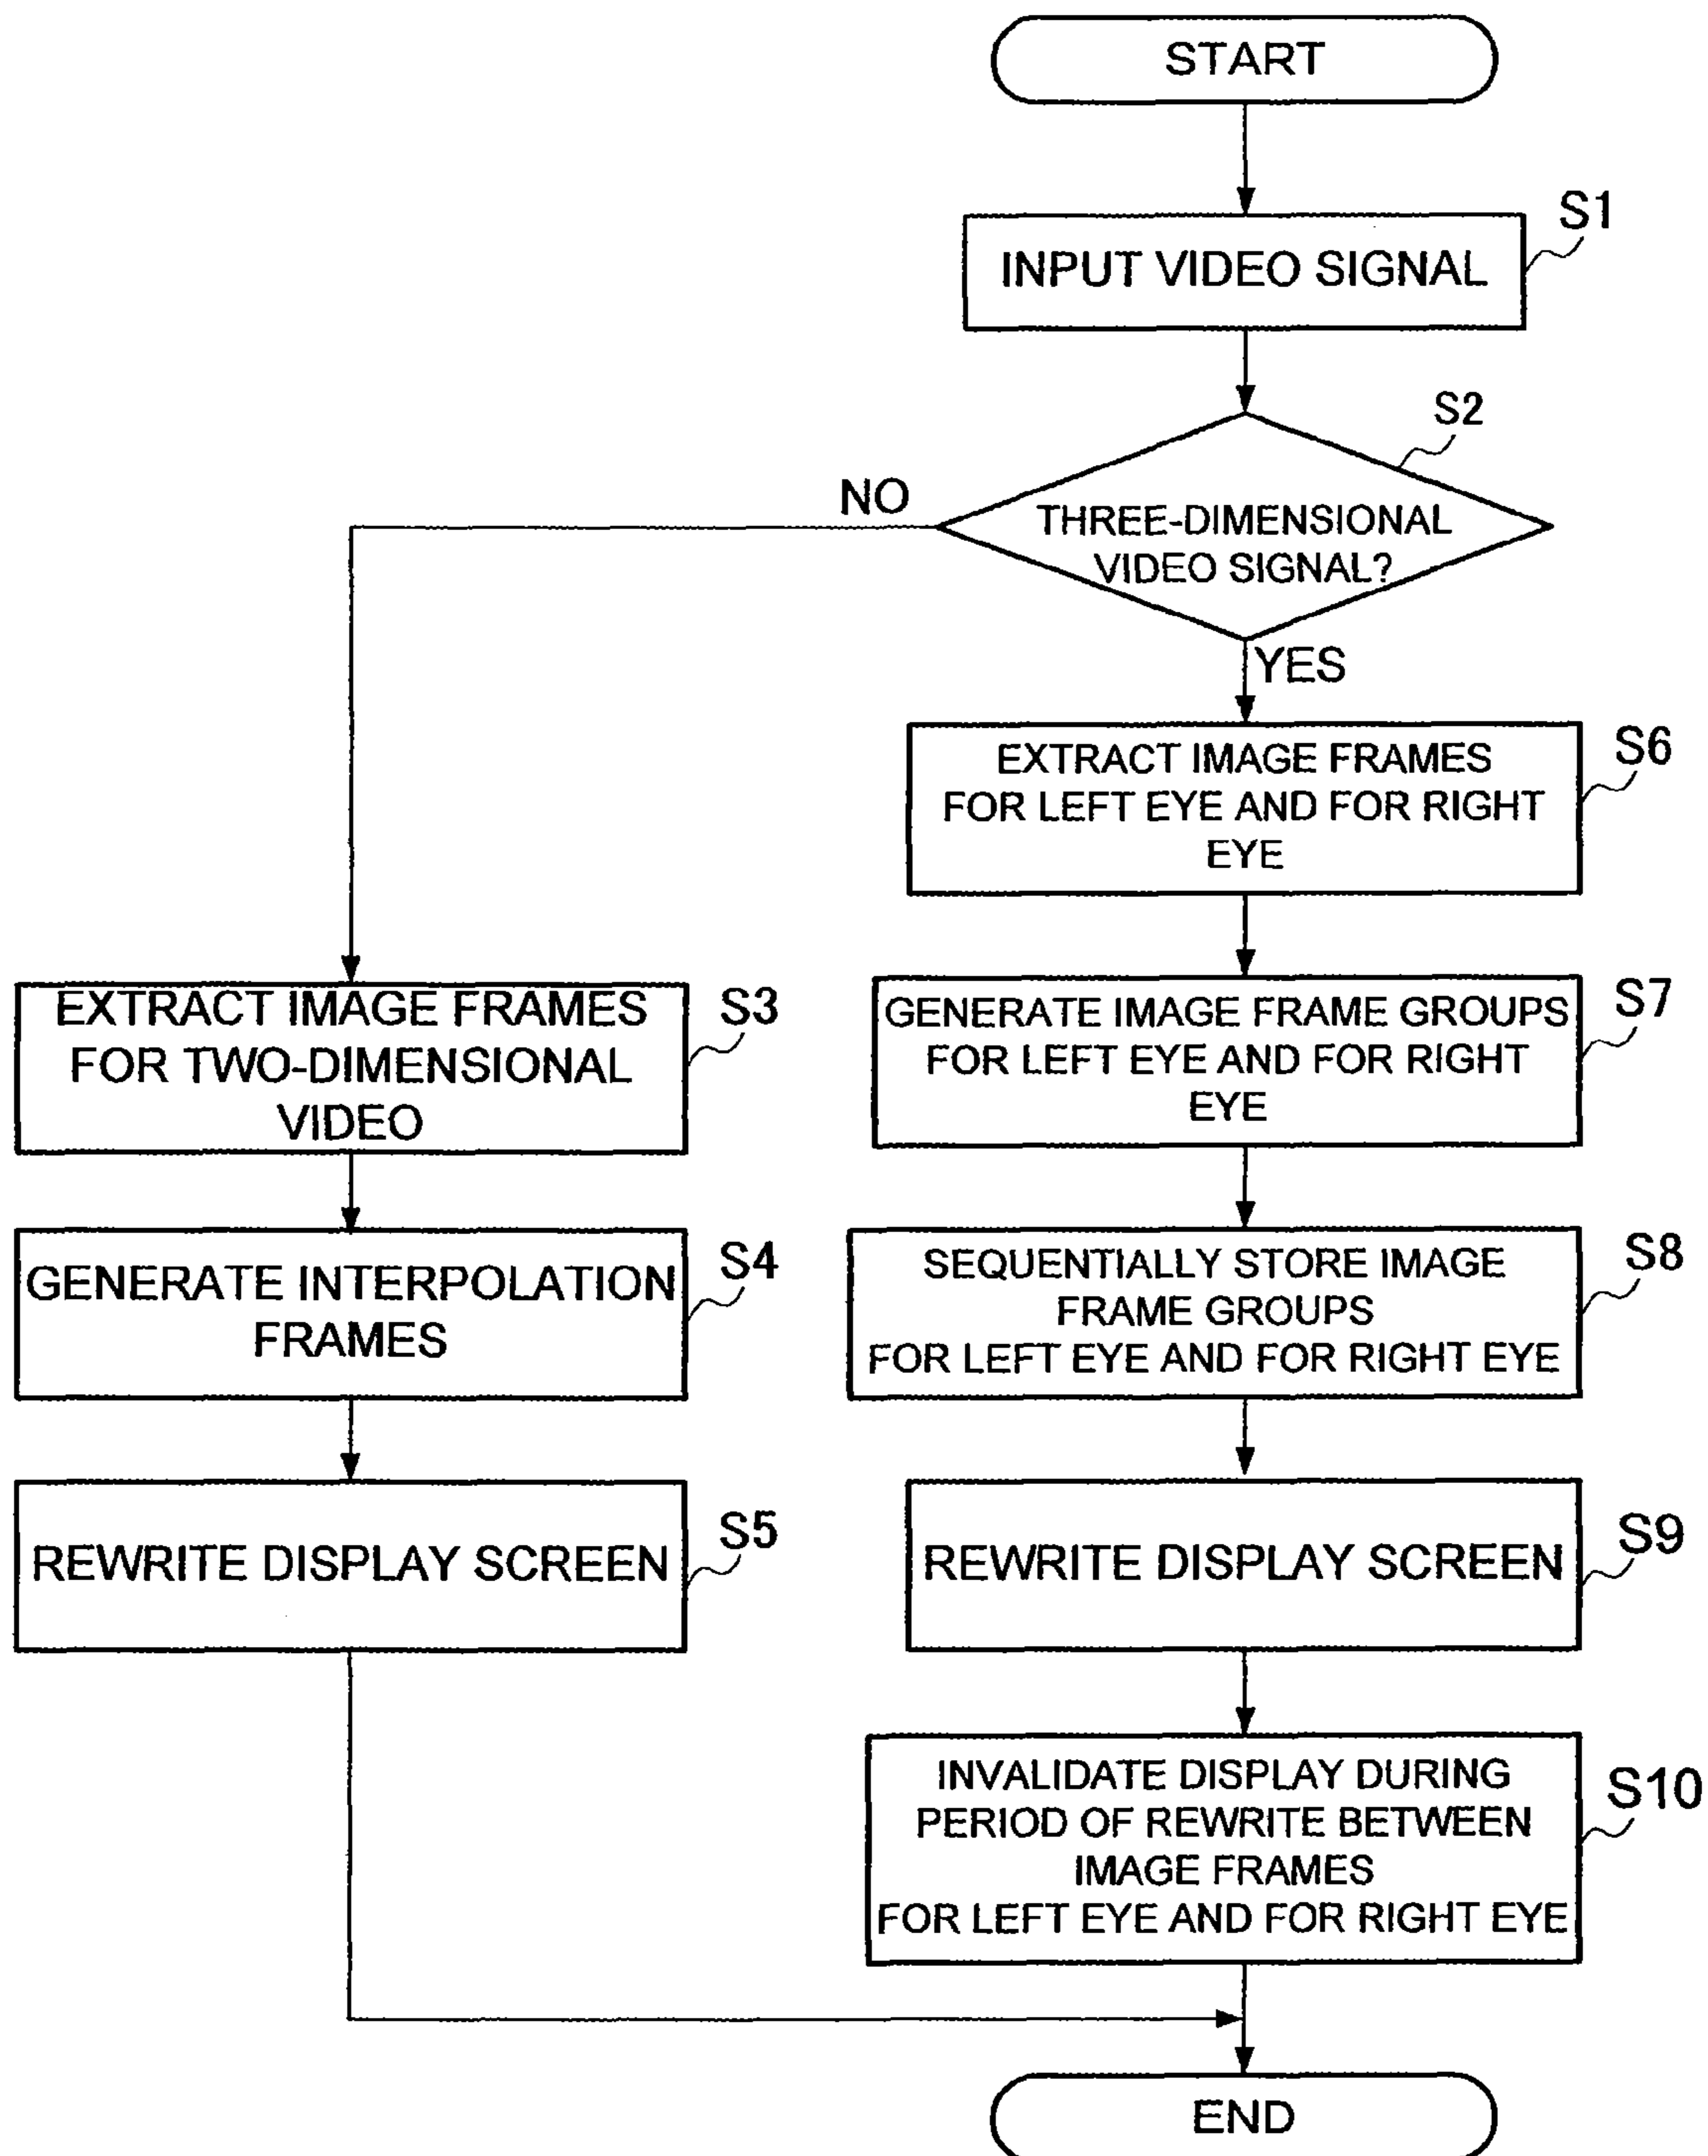 START
S1
INPUT VIDEO SIGNAL
S2
NO
THREE-DIMENSIONAL
VIDEO SIGNAL?
YES
S6
EXTRACT IMAGE FRAMES
FOR LEFT EYE AND FOR RIGHT
EYE
S3
EXTRACT IMAGE FRAMES
FOR TWO-DIMENSIONAL
VIDEO
S7
GENERATE IMAGE FRAME GROUPS
FOR LEFT EYE AND FOR RIGHT
EYE
S4
GENERATE INTERPOLATION
FRAMES
S8
SEQUENTIALLY STORE IMAGE
FRAME GROUPS
FOR LEFT EYE AND FOR RIGHT EYE
S5
REWRITE DISPLAY SCREEN
S9
REWRITE DISPLAY SCREEN
S10
INVALIDATE DISPLAY DURING
PERIOD OF REWRITE BETWEEN
IMAGE FRAMES
FOR LEFT EYE AND FOR RIGHT EYE
END